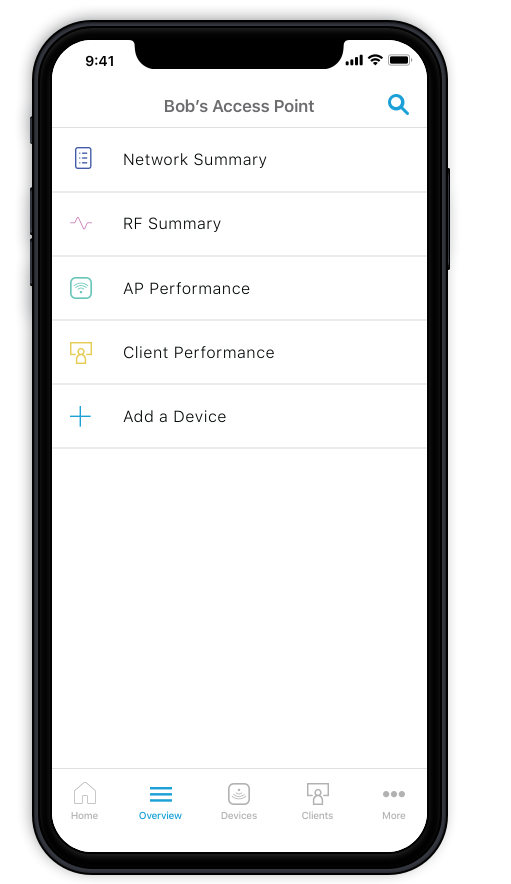 9:41
Bob’s Access Point
Network Summary
RF Summary
AP Performance
Client Performance
Add a Device
Home Overview Devices Clients More